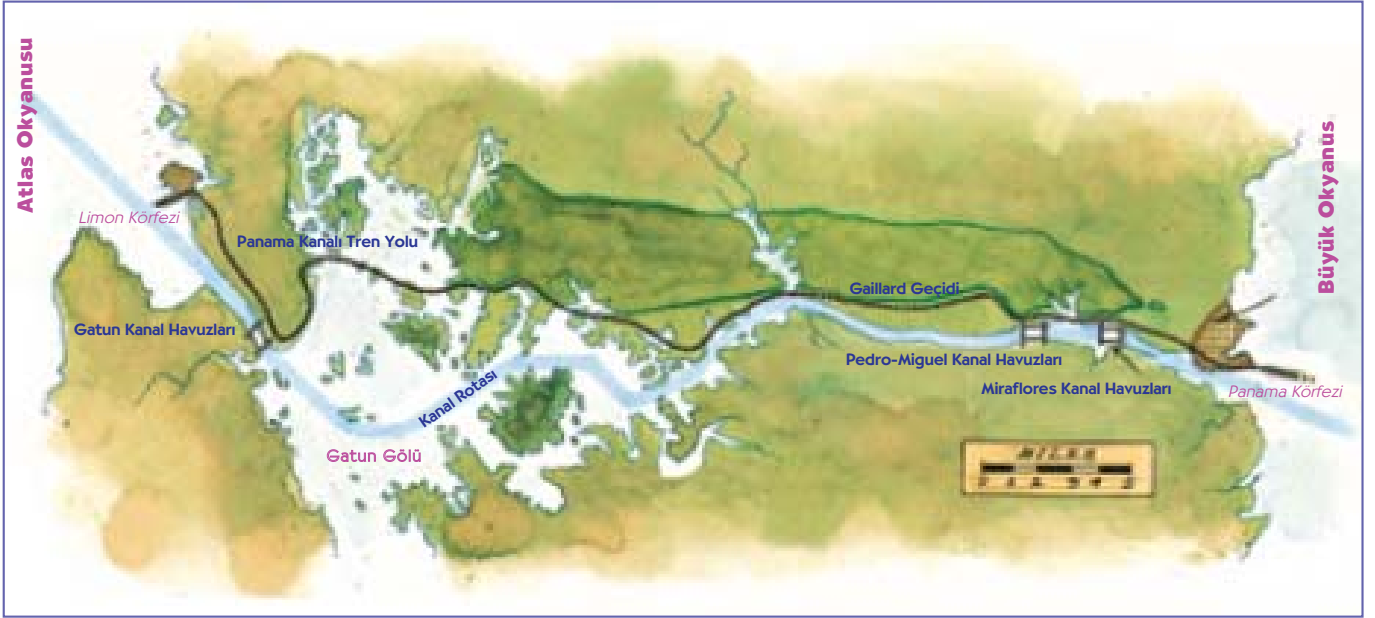 Atlas Okyanusu
Limon Körfezi
Panama Kanalı Tren Yolu
Gatun Kanal Havuzları
Kanal Rotası
Gatun Gölü
Gaillard Geçidi
Pedro-Miguel Kanal Havuzları
Miraflores Kanal Havuzları
Büyük Okyanus
Panama Körfezi
MILES